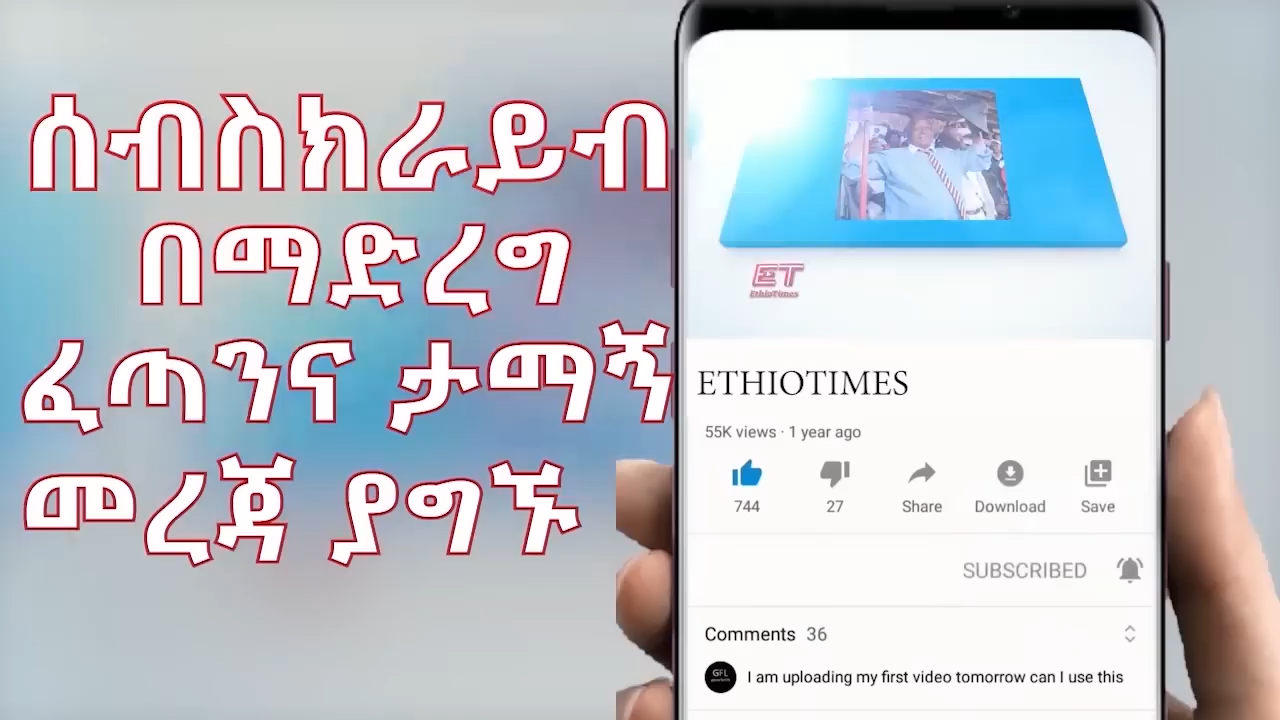 ሰብስክራይብ
በማድረግ
ፈጣንና ታማኝ
መረጃ ያግኙ
ET
EthioTimes
ETHIOTIMES
55K views · 1 year ago
744
27
Share
Download
Save
SUBSCRIBED
Comments 36
GFL
I am uploading my first video tomorrow can I use this